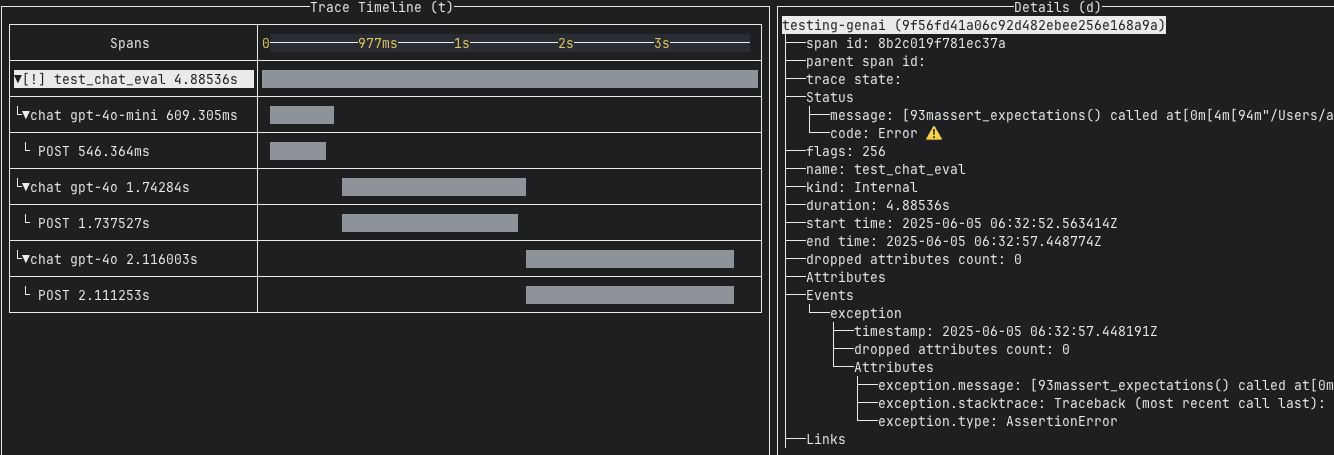 Trace Timeline (t)
Spans
0 977ms 1s 2s 3s
▼[!] test_chat_eval 4.88536s
└▼chat gpt-4o-mini 609.305ms
└ POST 546.364ms
└▼chat gpt-4o 1.74284s
└ POST 1.737527s
└▼chat gpt-4o 2.116003s
└ POST 2.111253s
Details (d)
testing-genai (9f56fd41a06c92d482ebee256e168a9a)
span id: 8b2c019f781ec37a
parent span id:
trace state:
Status
message: [93massert_expectations() called at[0m[4m[94m"/Users/a
code: Error ⚠️
flags: 256
name: test_chat_eval
kind: Internal
duration: 4.88536s
start time: 2025-06-05 06:32:52.563414Z
end time: 2025-06-05 06:32:57.448774Z
dropped attributes count: 0
Attributes
Events
exception
timestamp: 2025-06-05 06:32:57.448191Z
dropped attributes count: 0
Attributes
exception.message: [93massert_expectations() called at[0m
exception.stacktrace: Traceback (most recent call last):
exception.type: AssertionError
Links